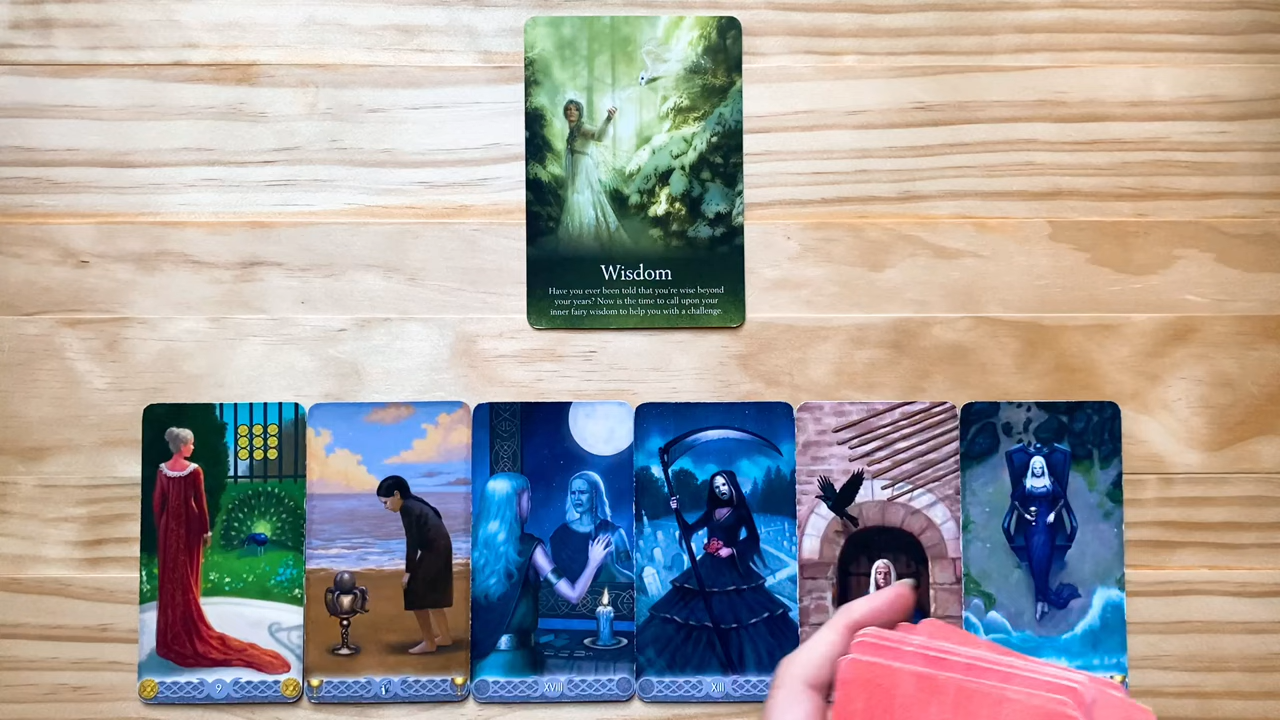 Wisdom
Have you ever been told that you're wise beyond
your years? Now is the time to call upon your
inner fairy wisdom to help you with a challenge.
9
XVIII
XIII